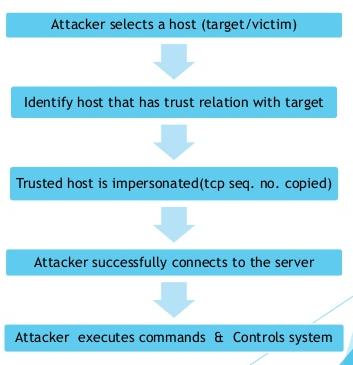 Attacker selects a host (target/victim)
Identify host that has trust relation with target
Trusted host is impersonated(tcp seq. no. copied)
Attacker successfully connects to the server
Attacker executes commands & Controls system